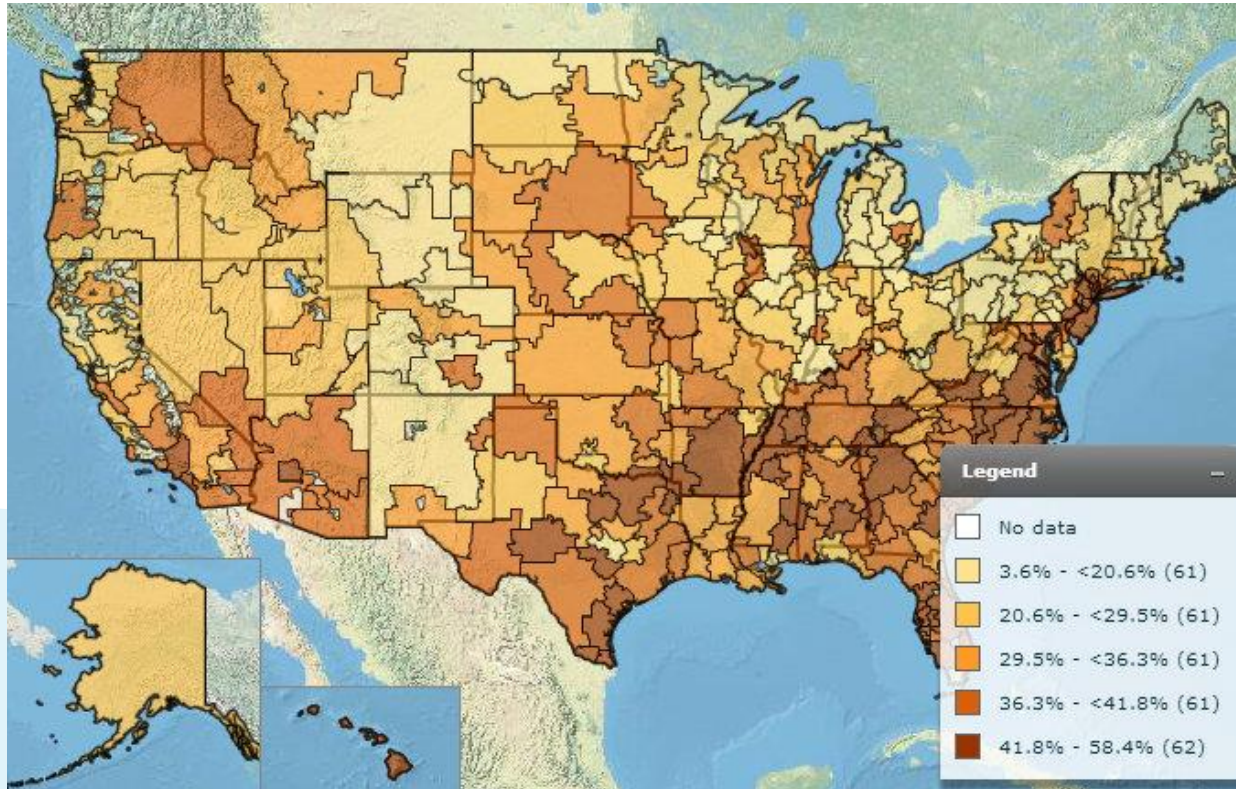 Legend
No data
3.6% - <20.6% (61)
20.6% - <29.5% (61)
29.5% - <36.3% (61)
36.3% - <41.8% (61)
41.8% - 58.4% (62)